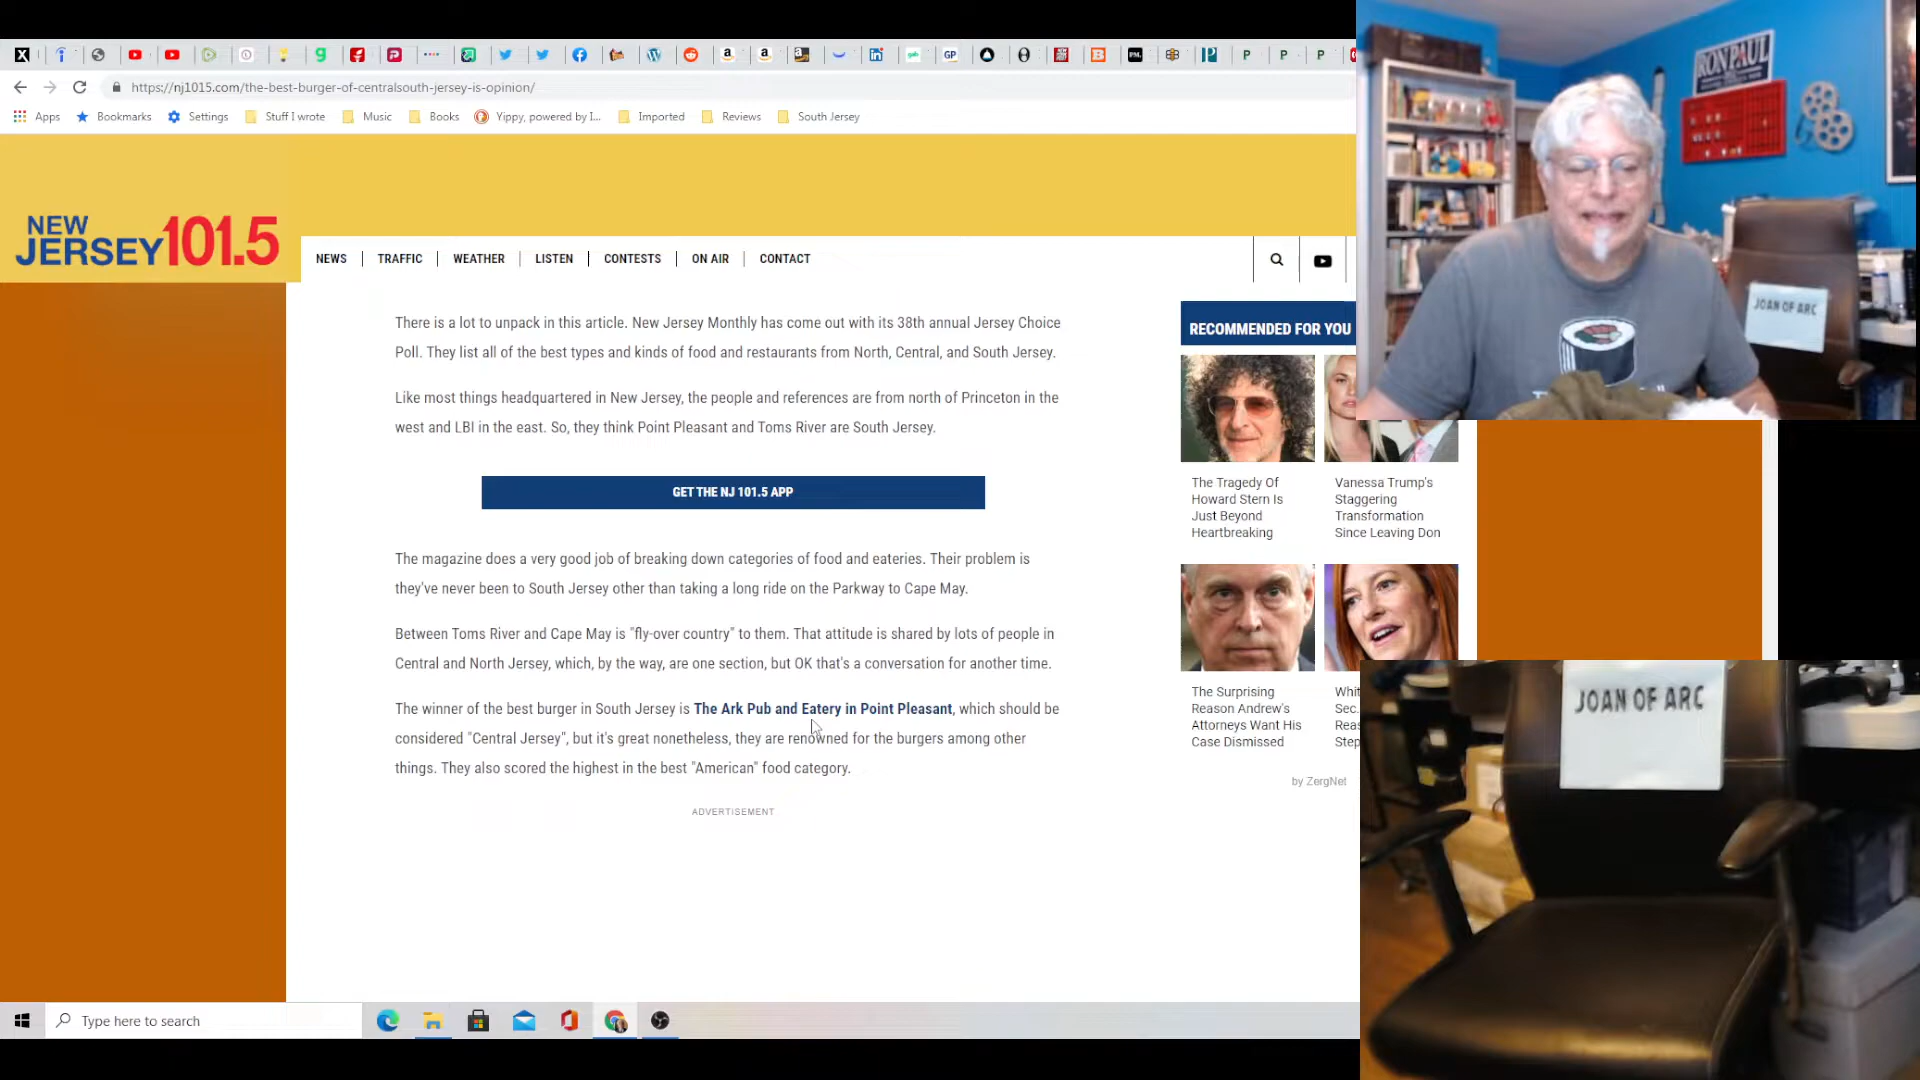 https://nj1015.com/the-best-burger-of-centralsouth-jersey-is-opinion/
Apps Bookmarks Settings Stuff I wrote Music Books Yippy, powered by I... Imported Reviews South Jersey
RON PAUL
NEW
JERSEY 101.5
NEWS TRAFFIC WEATHER LISTEN CONTESTS ON AIR CONTACT
There is a lot to unpack in this article. New Jersey Monthly has come out with its 38th annual Jersey Choice
Poll. They list all of the best types and kinds of food and restaurants from North, Central, and South Jersey.
Like most things headquartered in New Jersey, the people and references are from north of Princeton in the
west and LBI in the east. So, they think Point Pleasant and Toms River are South Jersey.
GET THE NJ 101.5 APP
The magazine does a very good job of breaking down categories of food and eateries. Their problem is
they've never been to South Jersey other than taking a long ride on the Parkway to Cape May.
Between Toms River and Cape May is "fly-over country" to them. That attitude is shared by lots of people in
Central and North Jersey, which, by the way, are one section, but OK that's a conversation for another time.
The winner of the best burger in South Jersey is The Ark Pub and Eatery in Point Pleasant, which should be
considered "Central Jersey", but it's great nonetheless, they are renowned for the burgers among other
things. They also scored the highest in the best "American" food category.
ADVERTISEMENT
RECOMMENDED FOR YOU
The Tragedy Of
Howard Stern Is
Just Beyond
Heartbreaking
Vanessa Trump's
Staggering
Transformation
Since Leaving Don
The Surprising
Reason Andrew's
Attorneys Want His
Case Dismissed
Whit
Sec.
Reas
Step
by ZergNet
JOAN OF ARC
JOAN OF ARC
Type here to search